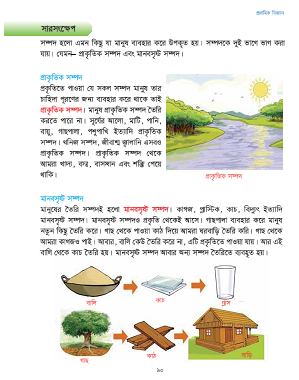 প্রাথমিক বিজ্ঞান
সারসংক্ষেপ
সম্পদ হলো এমন কিছু যা মানুষ ব্যবহার করে উপকৃত হয়। সম্পদকে দুই ভাগে ভাগ করা
যায়। যেমন— প্রাকৃতিক সম্পদ এবং মানবসৃষ্ট সম্পদ।
প্রাকৃতিক সম্পদ
প্রকৃতিতে পাওয়া যে সকল সম্পদ মানুষ তার
চাহিদা পূরণের জন্য ব্যবহার করে থাকে তাই
প্রাকৃতিক সম্পদ। মানুষ প্রাকৃতিক সম্পদ তৈরি
করতে পারে না। সূর্যের আলো, মাটি, পানি,
বায়ু, গাছপালা, পশুপাখি ইত্যাদি প্রাকৃতিক
সম্পদ। খনিজ সম্পদ, জীবাশ্ম জ্বালানি এসবও
প্রাকৃতিক সম্পদ। প্রাকৃতিক সম্পদ থেকে
আমরা খাদ্য, বস্ত্র, বাসস্থান এবং শক্তি পেয়ে
থাকি।
প্রাকৃতিক সম্পদ
মানবসৃষ্ট সম্পদ
মানুষের তৈরি সম্পদই হলো মানবসৃষ্ট সম্পদ। কাগজ, প্লাস্টিক, কাচ, বিদ্যুৎ ইত্যাদি
মানবসৃষ্ট সম্পদ। মানবসৃষ্ট সম্পদও প্রকৃতি থেকেই আসে। গাছপালা ব্যবহার করে মানুষ
নতুন কিছু তৈরি করে। গাছ থেকে পাওয়া কাঠ দিয়ে আমরা ঘরবাড়ি তৈরি করি। গাছ থেকে
আমরা কাগজও পাই। আবার, বালি কেউ তৈরি করে না, এটি প্রকৃতিতে পাওয়া যায়। আর এই
বালি থেকে কাচ তৈরি হয়। মানবসৃষ্ট সম্পদ আবার অন্য সম্পদ তৈরিতে ব্যবহৃত হয়।
বালি
কাচ
গ্লাস
গাছ
কাঠ
বাড়ি
৯০